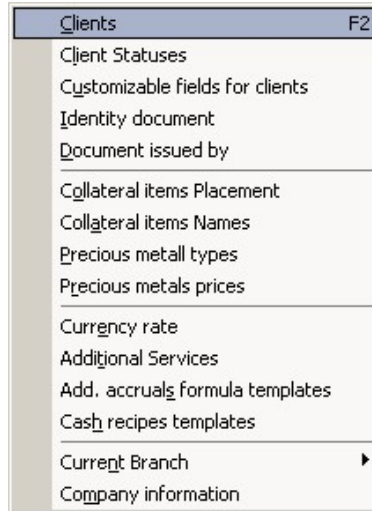 Clients F2
Client Statuses
Customizable fields for clients
Identity document
Document issued by
Collateral items Placement
Collateral items Names
Precious metall types
Precious metals prices
Currency rate
Additional Services
Add. accruals formula templates
Cash recipes templates
Current Branch
Company information